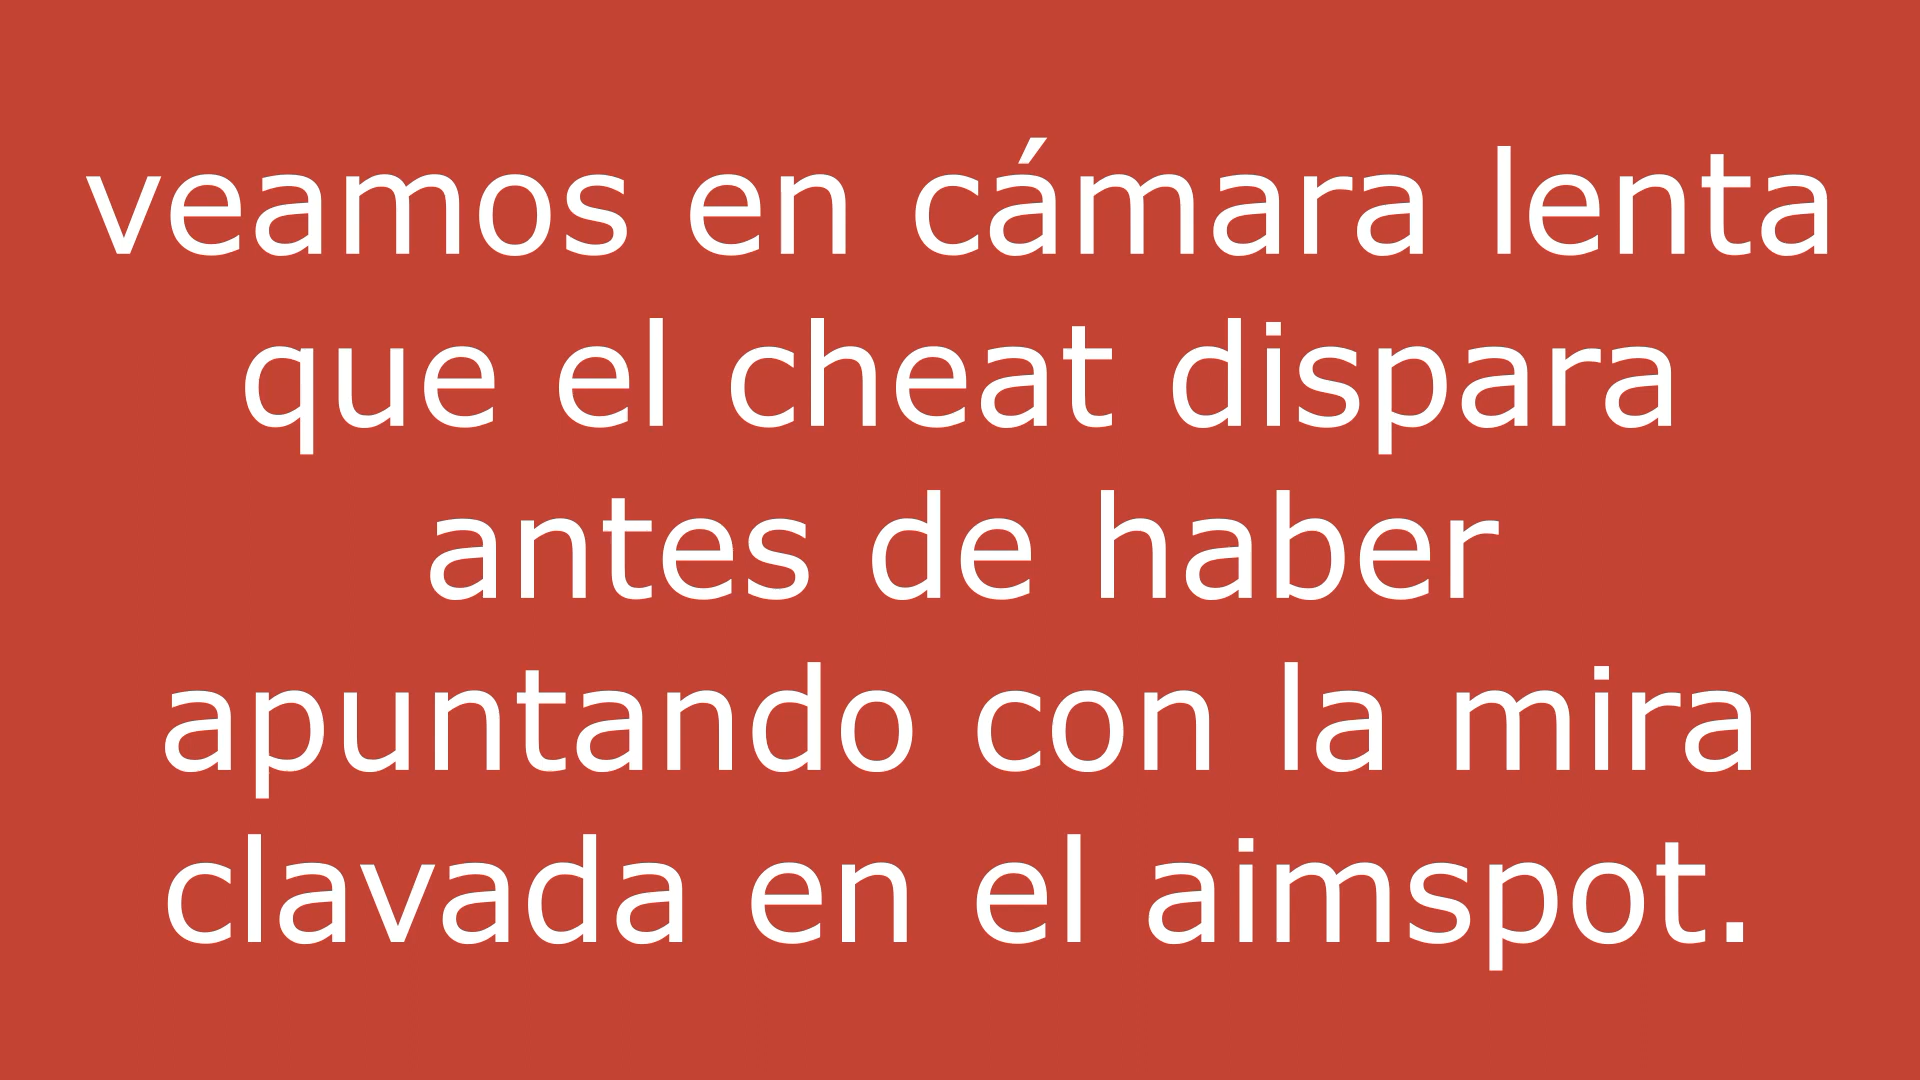 veamos en cámara lenta
que el cheat dispara
antes de haber
apuntando con la mira
clavada en el aimspot.